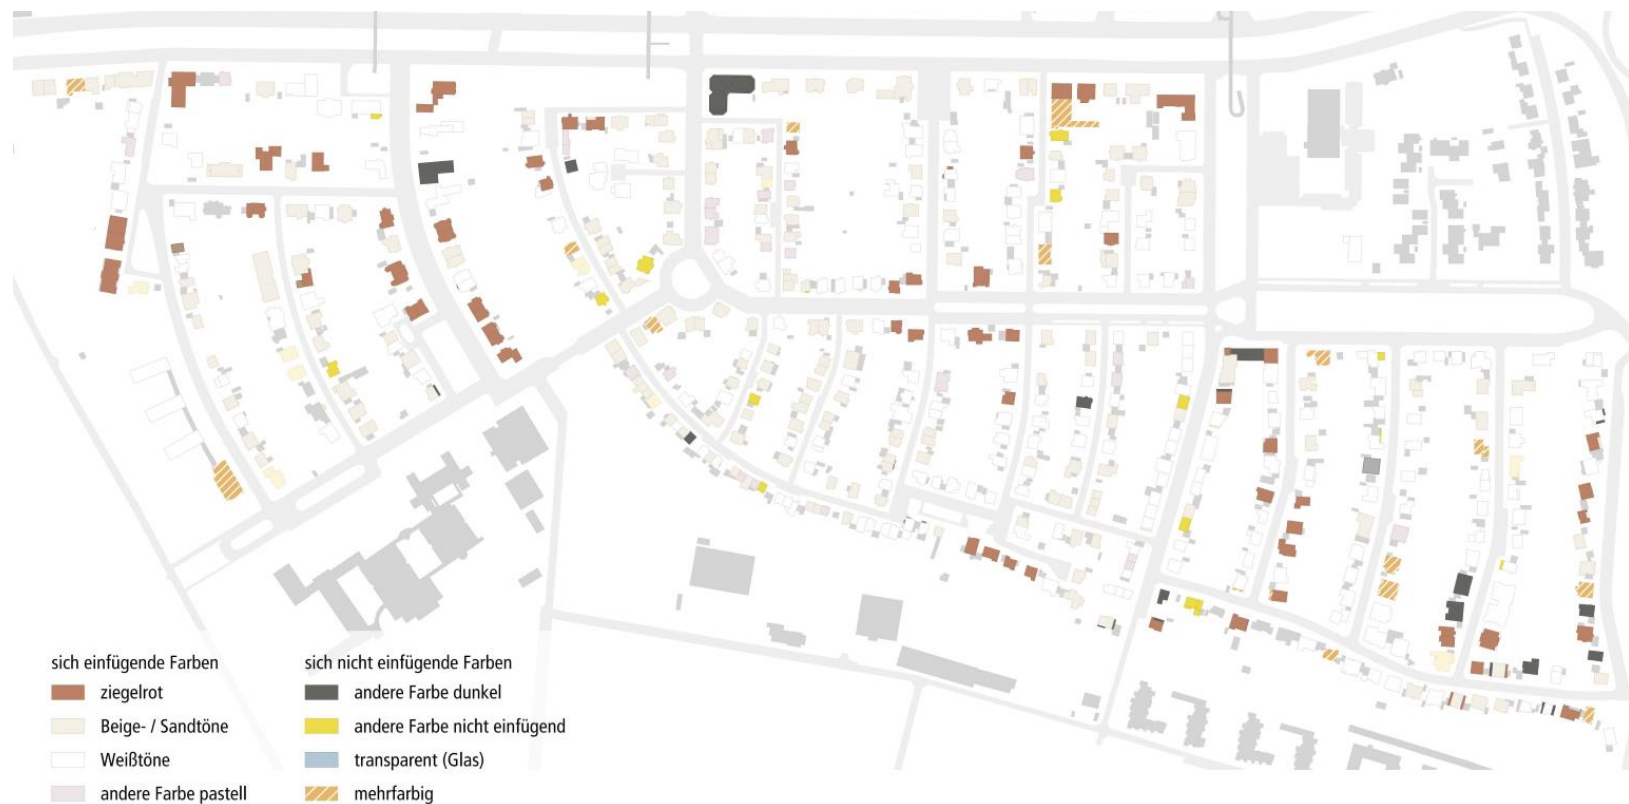 sich einfügende Farben
ziegelrot
Beige- / Sandtöne
Weißtöne
andere Farbe pastell
sich nicht einfügende Farben
andere Farbe dunkel
andere Farbe nicht einfügend
transparent (Glas)
mehrfarbig